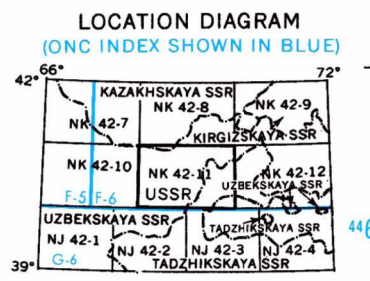 LOCATION DIAGRAM
(ONC INDEX SHOWN IN BLUE)
66° 72°
42°
KAZAKHSKAYA SSR
NK 42-8 NK 42-9
NK 42-7
KIRGIZSKAYA SSR
NK 42-10 NK 42-11 NK 42-12
UZBEKSKAYA SSR
F-5 F-6 USSR
UZBEKSKAYA SSR
TADZHIKSKAYA SSR
NJ 42-1 NJ 42-2 NJ 42-3 NJ 42-4
G-6
TADZHIKSKAYA SSR
39°